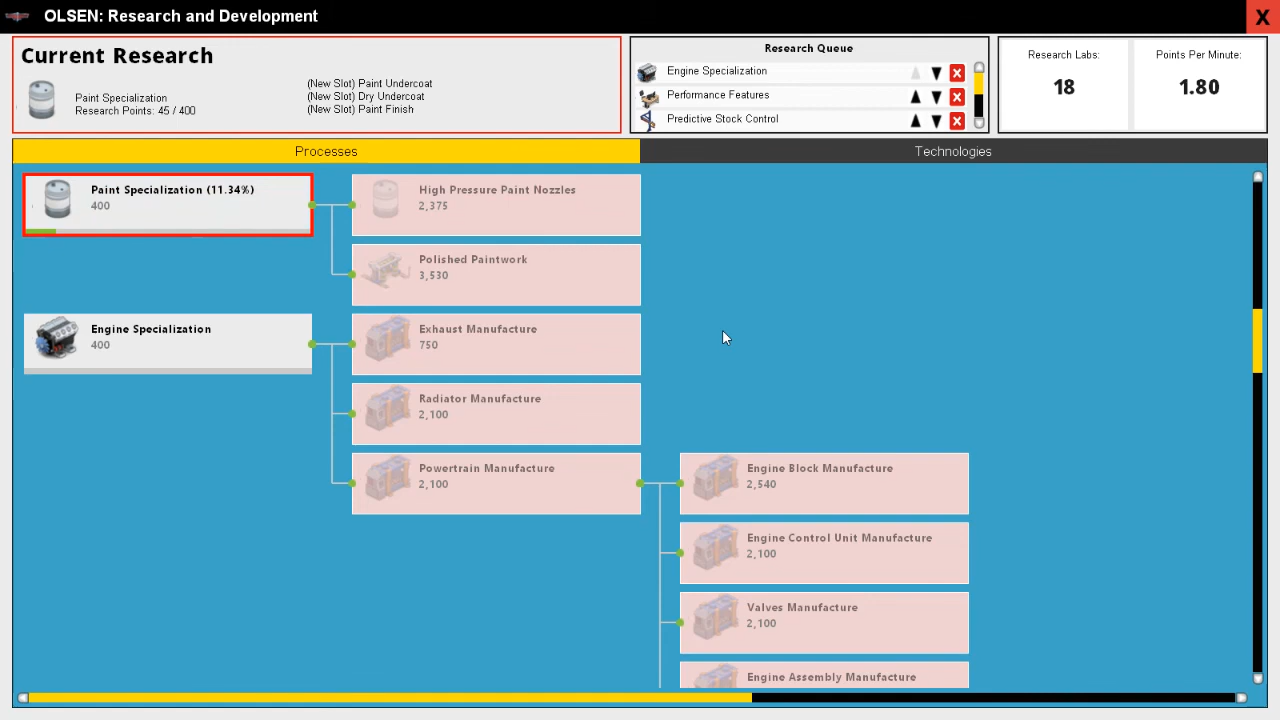 OLSEN: Research and Development
X
Current Research
Paint Specialization
Research Points: 45 / 400
(New Slot) Paint Undercoat
(New Slot) Dry Undercoat
(New Slot) Paint Finish
Research Queue
Engine Specialization
Performance Features
Predictive Stock Control
Research Labs:
18
Points Per Minute:
1.80
Processes
Technologies
Paint Specialization (11.34%)
400
High Pressure Paint Nozzles
2,375
Polished Paintwork
3,530
Engine Specialization
400
Exhaust Manufacture
750
Radiator Manufacture
2,100
Powertrain Manufacture
2,100
Engine Block Manufacture
2,540
Engine Control Unit Manufacture
2,100
Valves Manufacture
2,100
Engine Assembly Manufacture